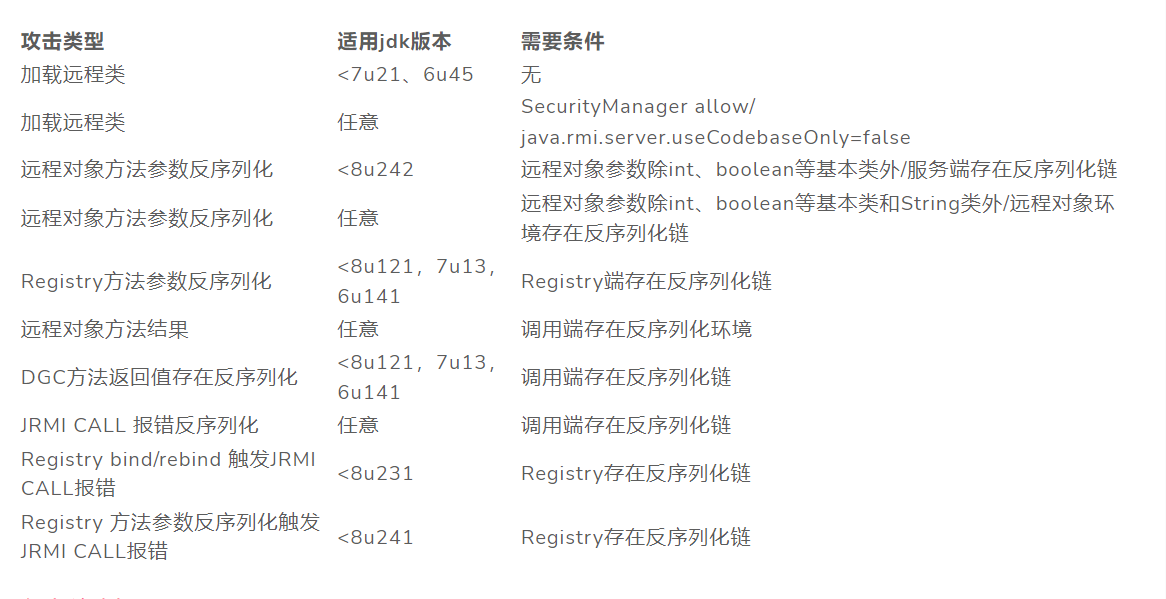 攻击类型 适用jdk版本 需要条件
加载远程类 <7u21、6u45 无
加载远程类 任意 SecurityManager allow/
java.rmi.server.useCodebaseOnly=false
远程对象方法参数反序列化 <8u242 远程对象参数除int、boolean等基本类外/服务端存在反序列化链
远程对象方法参数反序列化 任意 远程对象参数除int、boolean等基本类和String类外/远程对象环
境存在反序列化链
Registry方法参数反序列化 <8u121，7u13，
6u141 Registry端存在反序列化链
远程对象方法结果 任意 调用端存在反序列化环境
DGC方法返回值存在反序列化 <8u121，7u13，
6u141 调用端存在反序列化链
JRMI CALL 报错反序列化 任意 调用端存在反序列化链
Registry bind/rebind 触发JRMI
CALL报错 <8u231 Registry存在反序列化链
Registry 方法参数反序列化触发
JRMI CALL报错 <8u241 Registry存在反序列化链